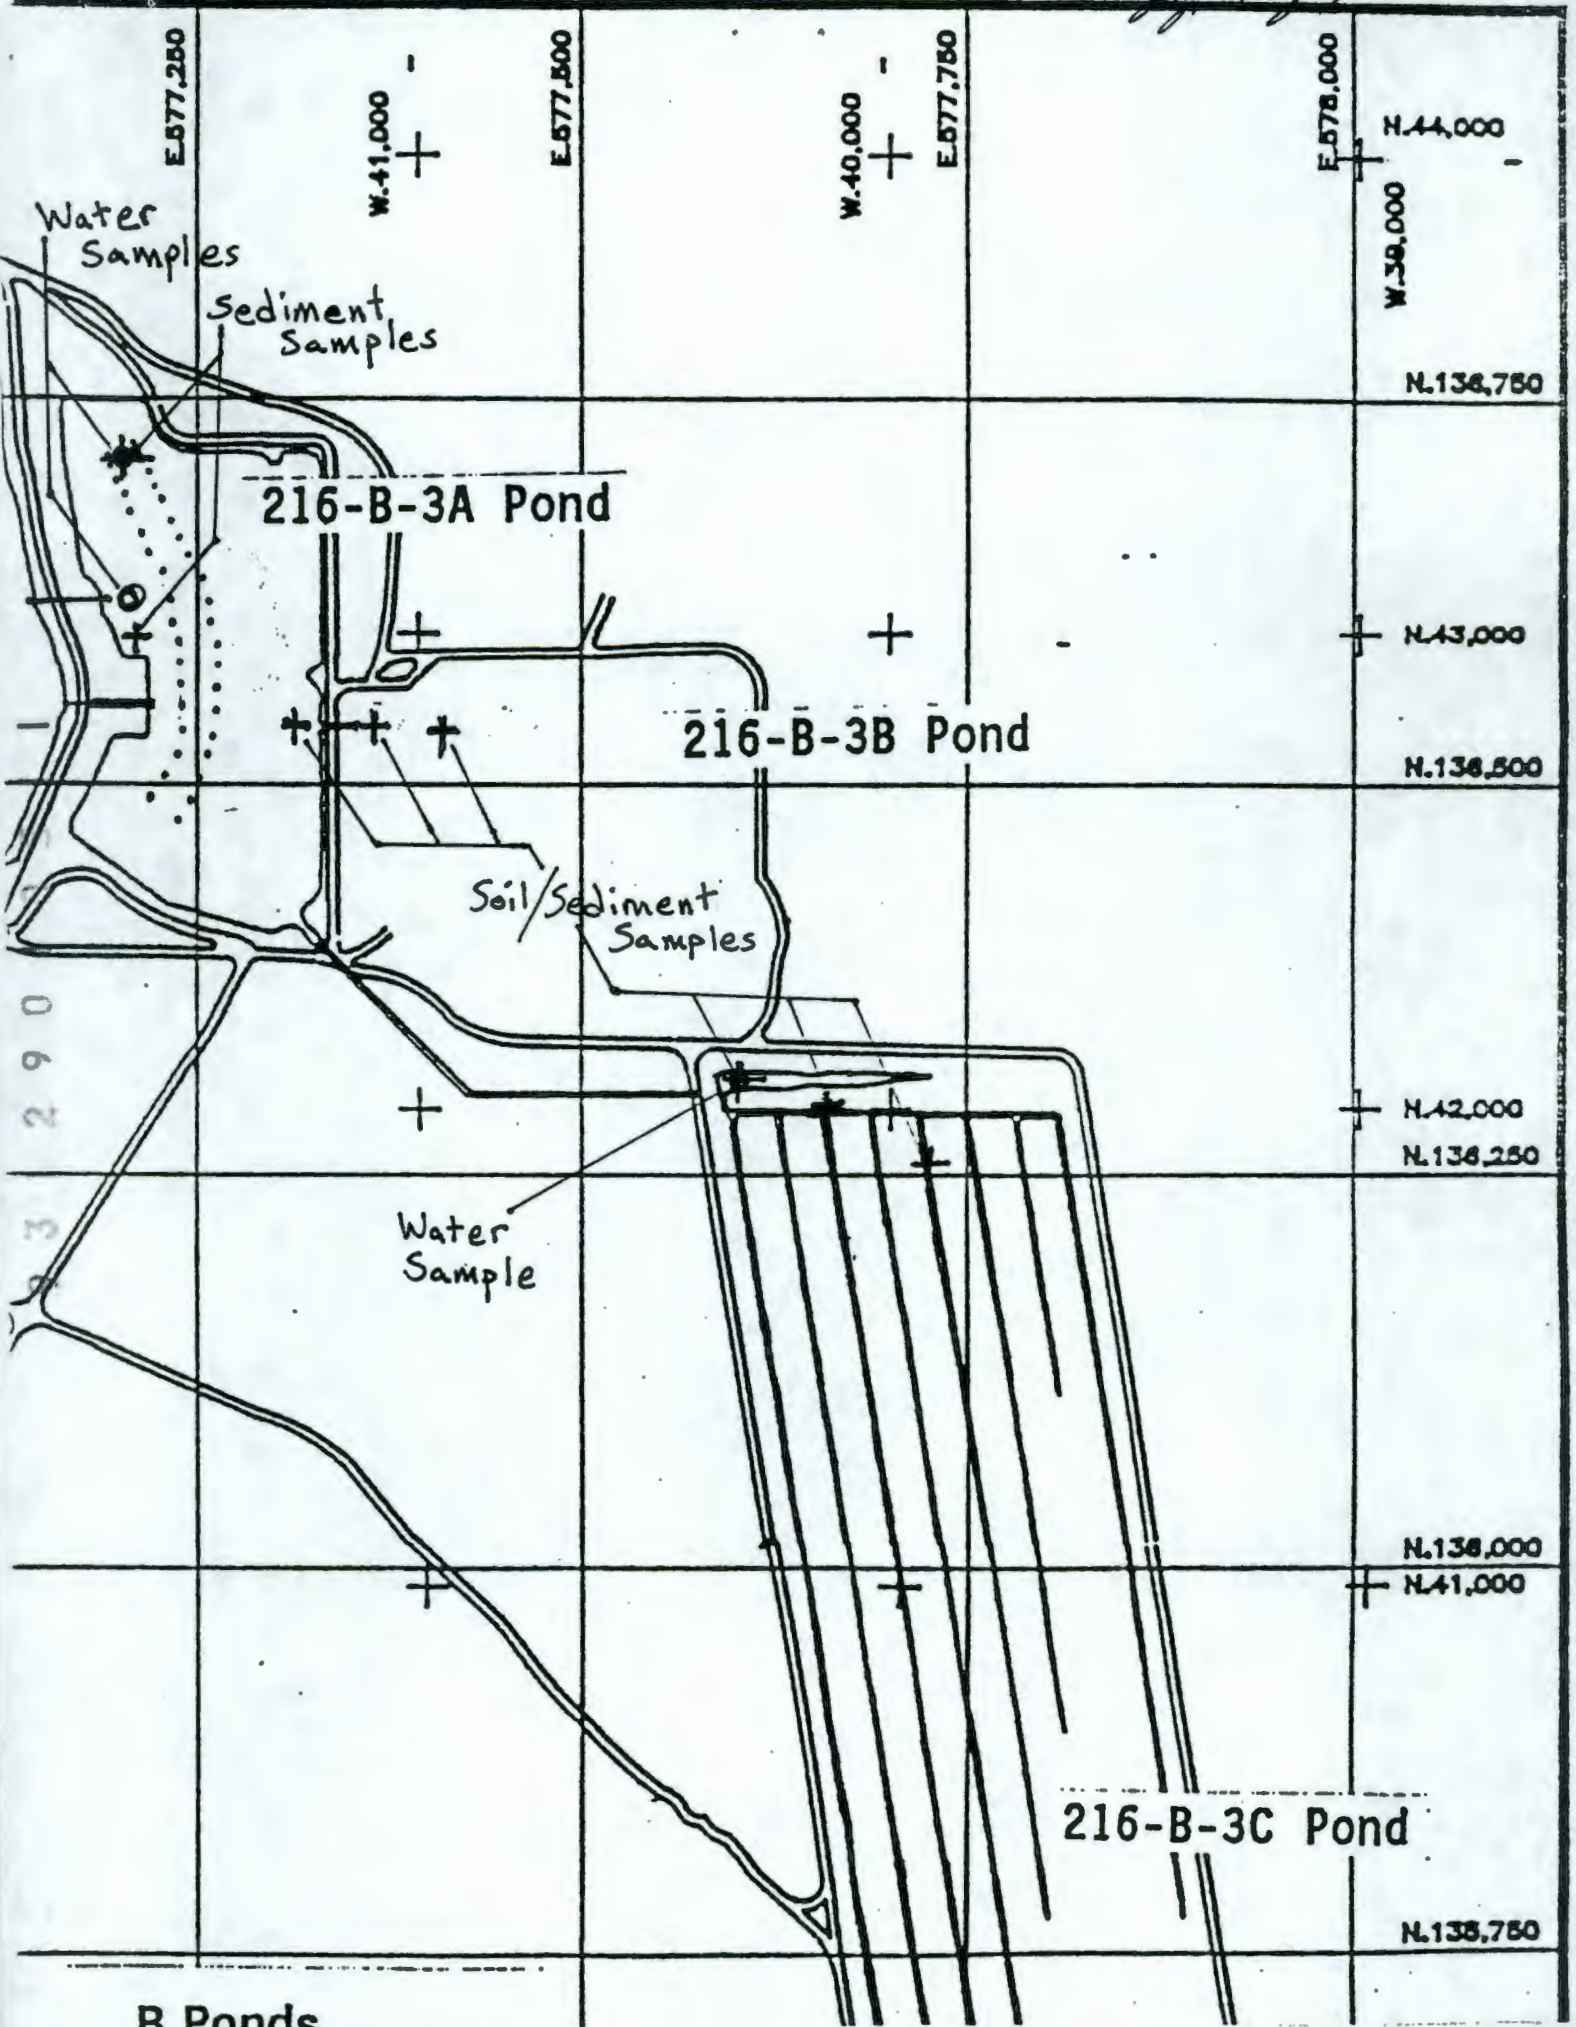 E.577,250
W.41,000
E.577,500
W.40,000
E.577,750
E.578,000
N.44,000
W.39,000
Water
Samples
Sediment
Samples
N.136,750
216-B-3A Pond
N.43,000
216-B-3B Pond
N.136,500
Soil/Sediment
Samples
N.42,000
N.136,250
Water
Sample
N.136,000
N.41,000
216-B-3C Pond
N.135,750
B Ponds